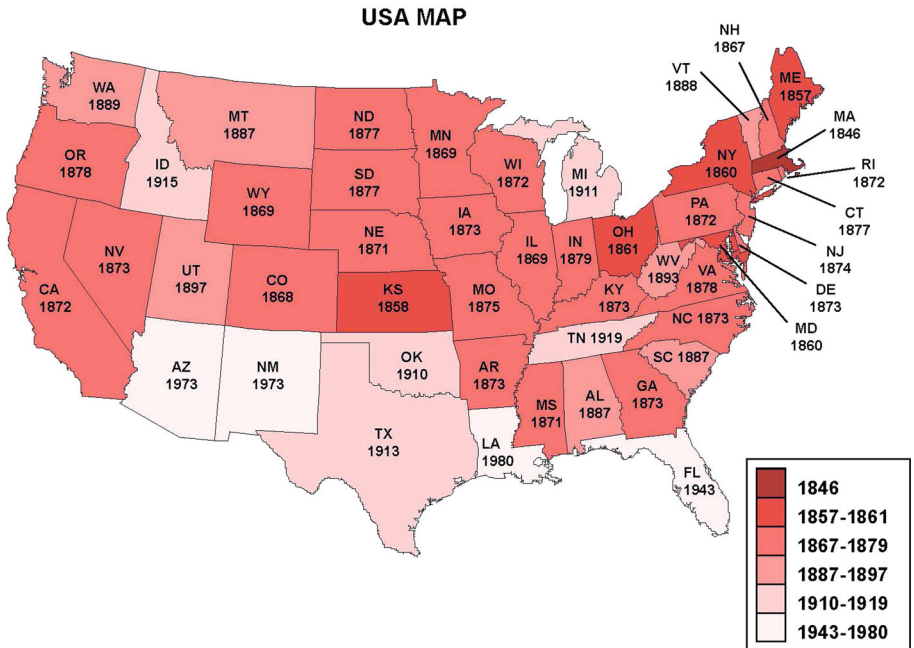 USA MAP
NH
1867
VT
1888
ME
1857
WA
1889
MT
1887
ND
1877
MN
1869
MA
1846
OR
1878
ID
1915
SD
1877
WI
1872
MI
1911
NY
1860
RI
1872
WY
1869
IA
1873
PA
1872
CT
1877
NE
1871
OH
1861
NV
1873
IL
1869
IN
1879
NJ
1874
UT
1897
CO
1868
WV
1893
VA
1878
CA
1872
KS
1858
MO
1875
KY
1873
DE
1873
NC 1873
MD
1860
TN 1919
OK
1910
SC 1887
AZ
1973
NM
1973
AR
1873
MS
1871
AL
1887
GA
1873
TX
1913
LA
1980
FL
1943
1846
1857-1861
1867-1879
1887-1897
1910-1919
1943-1980